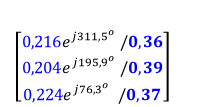 [0,216e^{j311,5^o} /0,36]
[0,204e^{j195,9^o} /0,39]
[0,224e^{j76,3^o} /0,37]